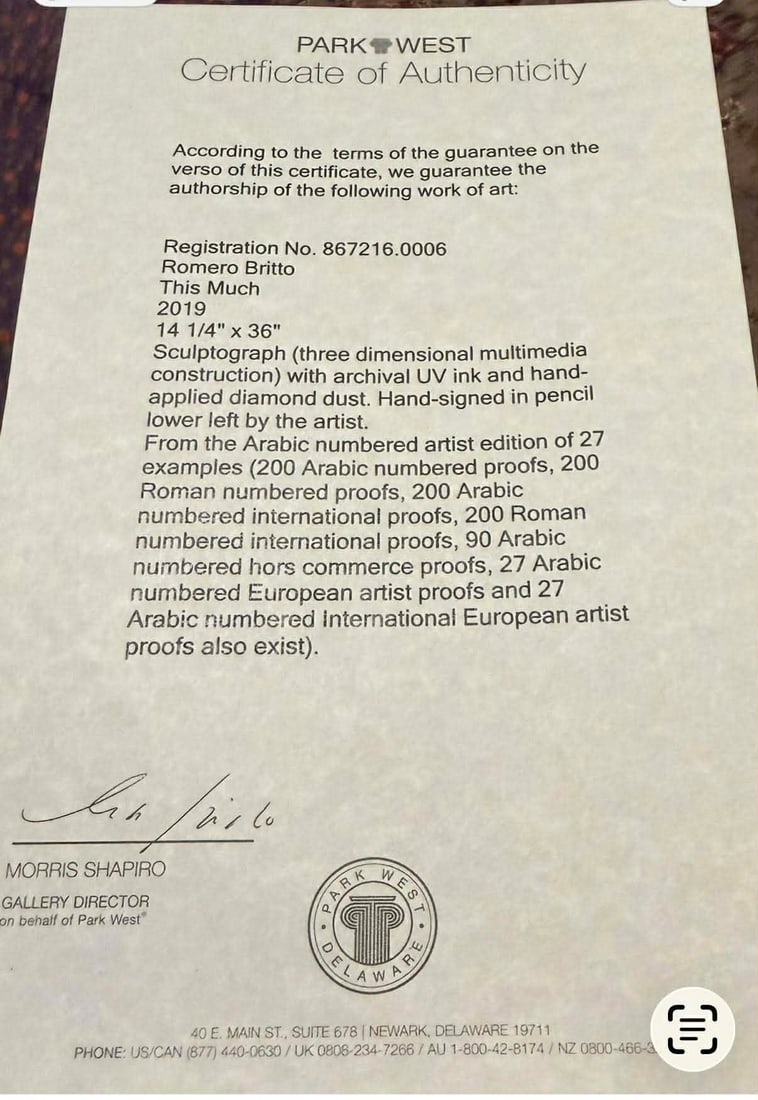 PARK WEST
Certificate of Authenticity
According to the terms of the guarantee on the
verso of this certificate, we guarantee the
authorship of the following work of art:
Registration No. 867216.0006
Romero Britto
This Much
2019
14 1/4" x 36"
Sculptograph (three dimensional multimedia
construction) with archival UV ink and hand-
applied diamond dust. Hand-signed in pencil
lower left by the artist.
From the Arabic numbered artist edition of 27
examples (200 Arabic numbered proofs, 200
Roman numbered proofs, 200 Arabic
numbered international proofs, 200 Roman
numbered international proofs, 90 Arabic
numbered hors commerce proofs, 27 Arabic
numbered European artist proofs and 27
Arabic numbered International European artist
proofs also exist).
MORRIS SHAPIRO
GALLERY DIRECTOR
on behalf of Park West®
PARK WEST
DELAWARE
40 E. MAIN ST., SUITE 678 | NEWARK, DELAWARE 19711
PHONE: US/CAN (877) 440-0630 / UK 0808-234-7266 / AU 1-800-42-8174 / NZ 0800-466-3